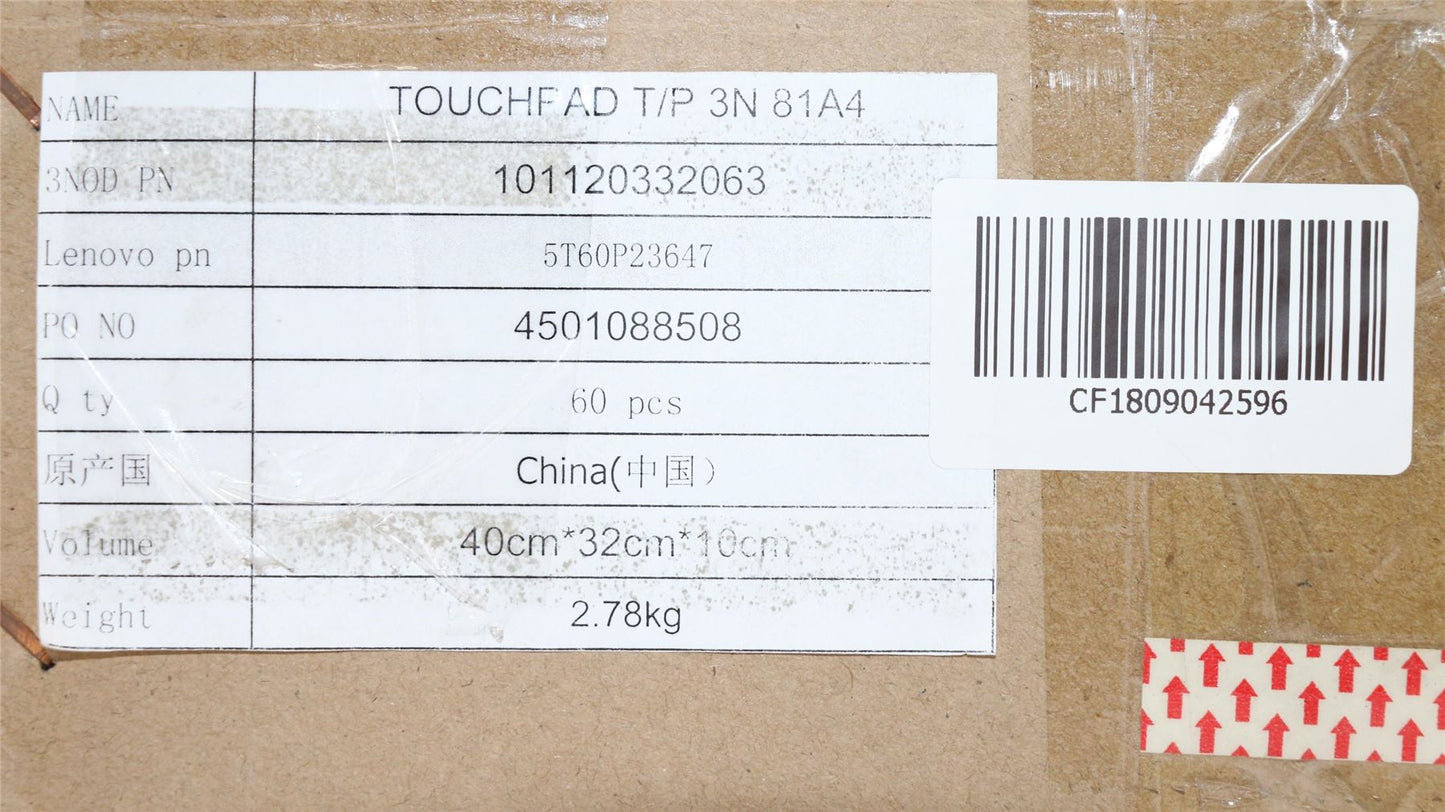 NAME TOUCHPAD T/P 3N 81A4
3NOD PN 101120332063
Lenovo pn 5T60P23647
PO NO 4501088508
Q ty 60 pcs
原产国 China(中国）
Volume 40cm*32cm*10cm
Weight 2.78kg
CF1809042596